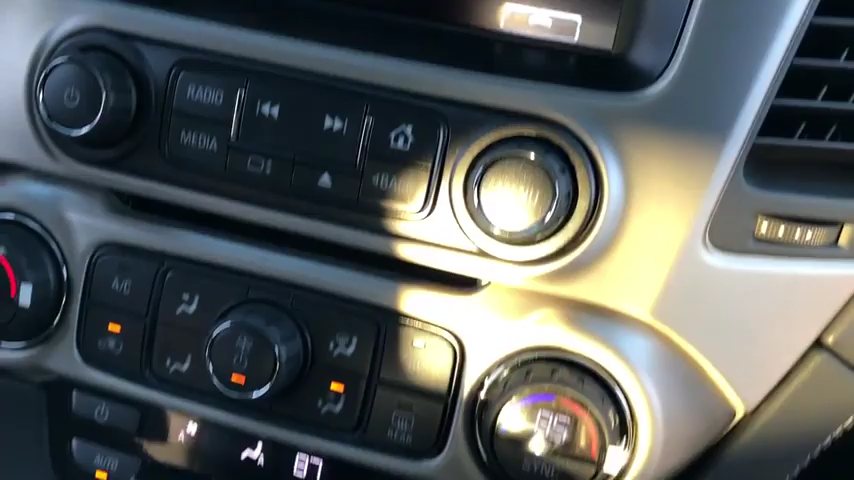 RADIO
MEDIA
BACK
A/C
REAR
SYNC
A
AUTO
A